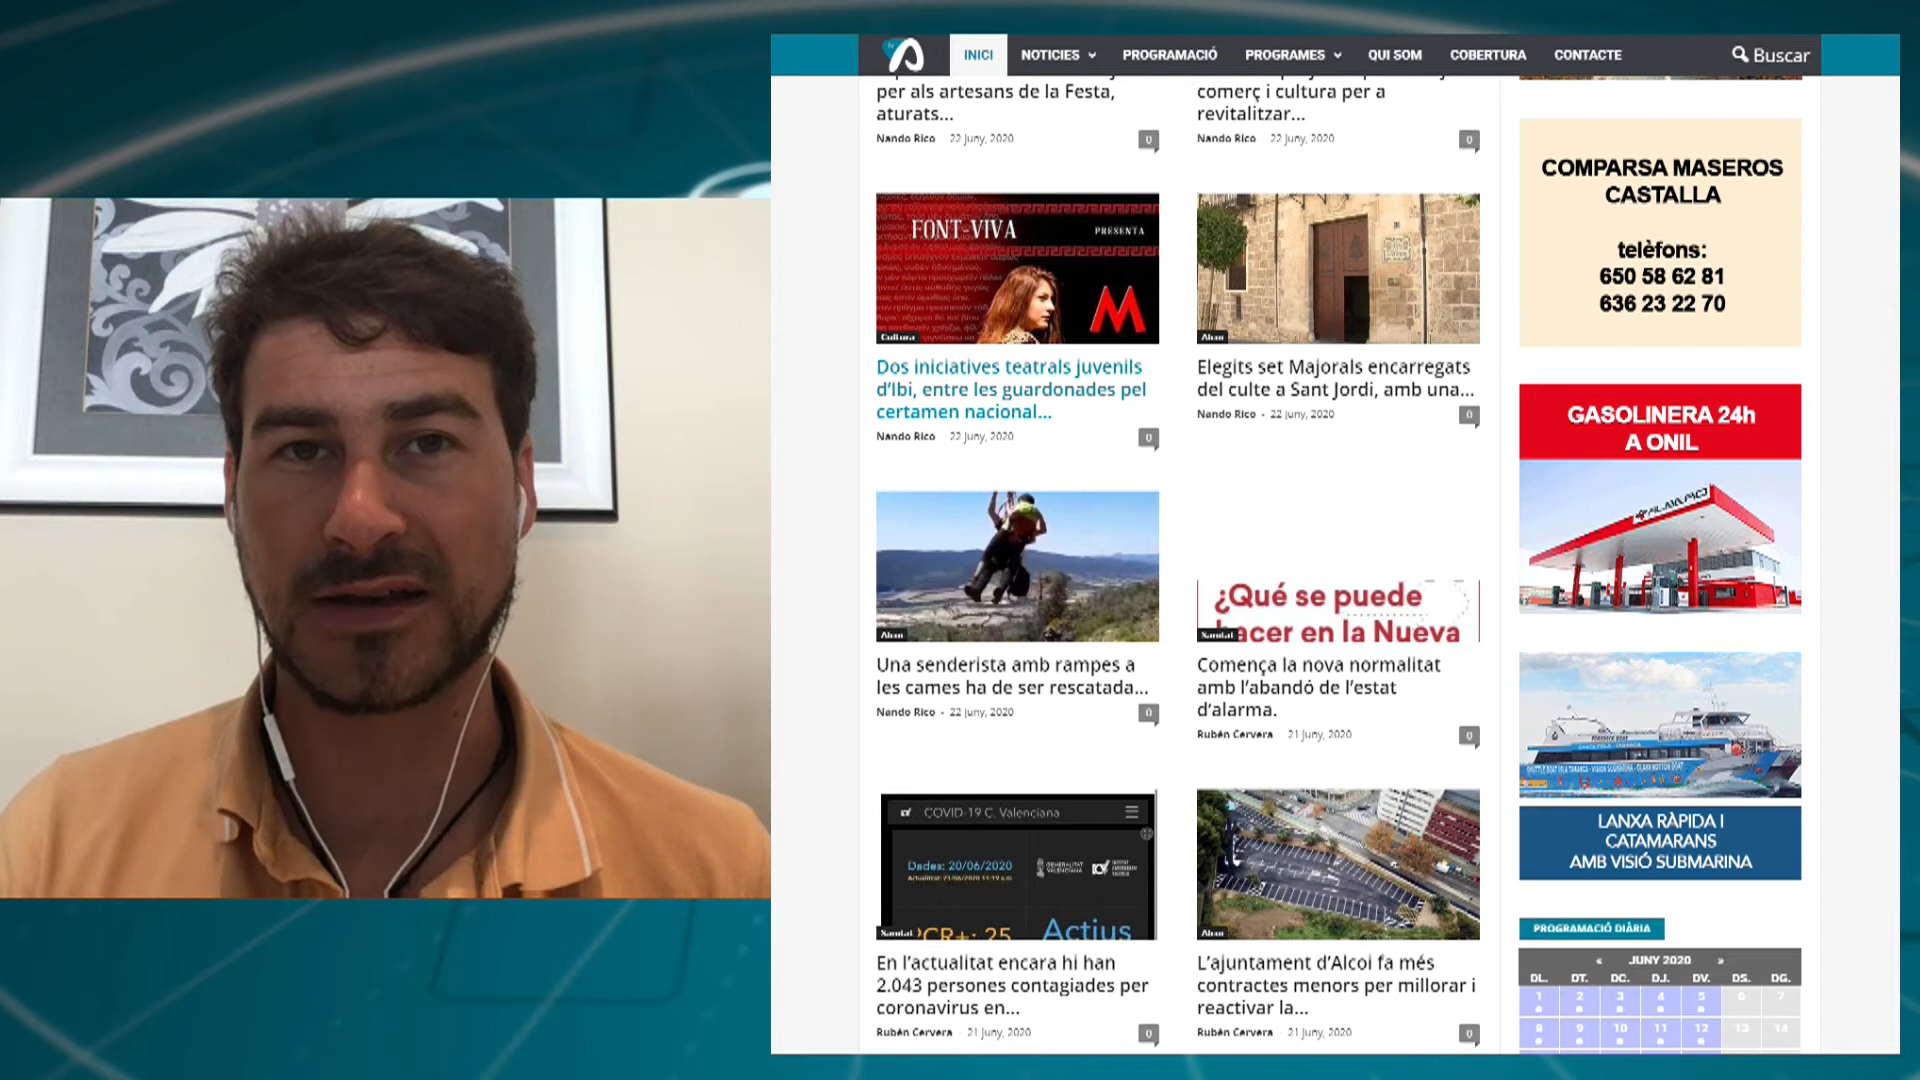 INICI
NOTICIES
PROGRAMACIÓ
PROGRAMES
QUI SOM
COBERTURA
CONTACTE
Buscar
per als artesans de la Festa,
aturats...
Nando Rico 22 juny, 2020
0
comerç i cultura per a
revitalitzar...
Nando Rico 22 juny, 2020
0
FONT-VIVA
PRESENTA
M
Cultura
Dos iniciatives teatrals juvenils
d'Ibi, entre les guardonades pel
certamen nacional...
Nando Rico 22 juny, 2020
0
Alcoi
Elegits set Majorals encarregats
del culte a Sant Jordi, amb una...
Nando Rico - 22 juny, 2020
0
Alcoi
Una senderista amb rampes a
les cames ha de ser rescatada...
Nando Rico - 22 juny, 2020
0
¿Qué se puede
hacer en la Nueva
Sanitat
Comença la nova normalitat
amb l'abandó de l'estat
d'alarma.
Rubén Cervera 21 juny, 2020
0
COVID-19 C. Valenciana
Dades: 20/06/2020
GENERALITAT
VALENCIANA
PCR+: 25
Actius
Sanitat
En l'actualitat encara hi han
2.043 persones contagiades per
coronavirus en...
Rubén Cervera - 21 juny, 2020
0
Alcoi
L'ajuntament d'Alcoi fa més
contractes menors per millorar i
reactivar la...
Rubén Cervera - 21 juny, 2020
0
COMPARSA MASEROS
CASTALLA
telèfons:
650 58 62 81
636 23 22 70
GASOLINERA 24h
A ONIL
LANXA RÀPIDA I
CATAMARANS
AMB VISIÓ SUBMARINA
PROGRAMACIÓ DIÀRIA
« JUNY 2020 »
DL. DT. DC. DJ. DV. DS. DG.
1 2 3 4 5 6 7
8 9 10 11 12 13 14